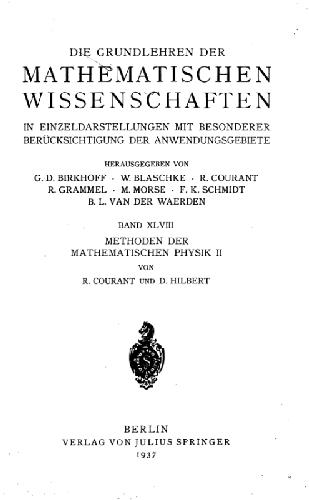 DIE GRUNDLEHREN DER
MATHEMATISCHEN
WISSENSCHAFTEN
IN EINZELDARSTELLUNGEN MIT BESONDERER
BERÜCKSICHTIGUNG DER ANWENDUNGSGEBIETE
HERAUSGEGEBEN VON
G. D. BIRKHOFF · W. BLASCHKE · R. COURANT
R. GRAMMEL · M. MORSE · F. K. SCHMIDT
B. L. VAN DER WAERDEN
BAND XLVIII
METHODEN DER
MATHEMATISCHEN PHYSIK II
VON
R. COURANT UND D. HILBERT
BERLIN
VERLAG VON JULIUS SPRINGER
1937